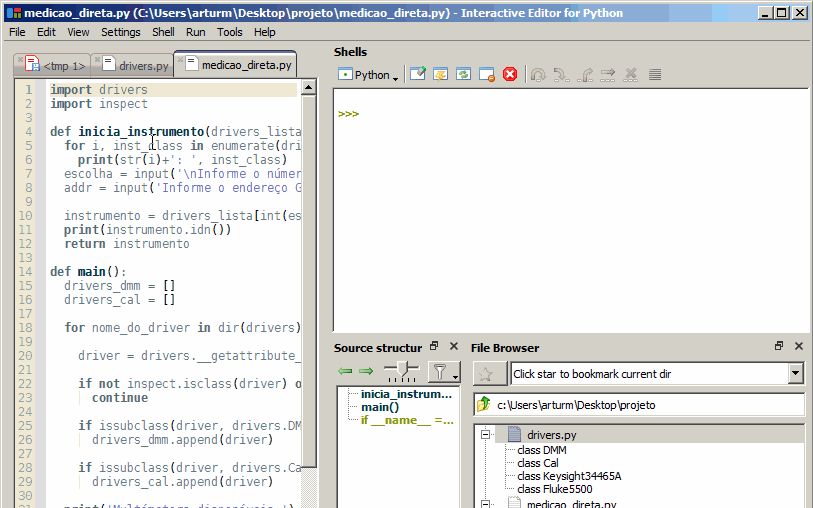 medicao_direta.py (C:\Users\arturm\Desktop\projeto\medicao_direta.py) - Interactive Editor for Python
File Edit View Settings Shell Run Tools Help
<tmp 1> drivers.py medicao_direta.py
1 import drivers
2 import inspect
3
4 def inicia_instrumento(drivers_lista
5 for i, inst_class in enumerate(dri
6 print(str(i)+': ', inst_class)
7 escolha = input('\nInforme o númer
8 addr = input('Informe o endereço G
9
10 instrumento = drivers_lista[int(es
11 print(instrumento.idn())
12 return instrumento
13
14 def main():
15 drivers_dmm = []
16 drivers_cal = []
17
18 for nome_do_driver in dir(drivers)
19
20 driver = drivers.__getattribute_
21
22 if not inspect.isclass(driver) o
23 continue
24
25 if issubclass(driver, drivers.DM
26 drivers_dmm.append(driver)
27
28 if issubclass(driver, drivers.Ca
29 drivers_cal.append(driver)
30
Shells
Python
>>>
Source structur
inicia_instrum...
main()
if __name__ =...
File Browser
Click star to bookmark current dir
c:\Users\arturm\Desktop\projeto
drivers.py
class DMM
class Cal
class Keysight34465A
class Fluke5500
medicao_direta.py